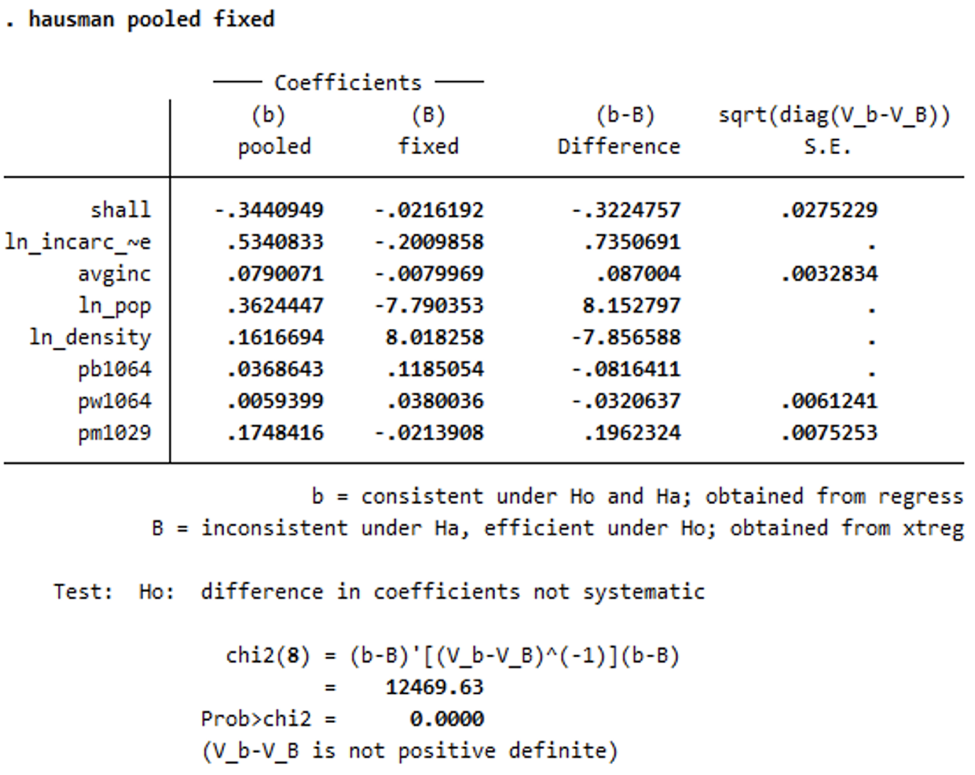 . hausman pooled fixed
Coefficients
(b) (B) (b-B) sqrt(diag(V_b-V_B))
pooled fixed Difference S.E.
shall -.3440949 -.0216192 -.3224757 .0275229
ln_incarc_~e .5340833 -.2009858 .7350691 .
avginc .0790071 -.0079969 .087004 .0032834
ln_pop .3624447 -7.790353 8.152797 .
ln_density .1616694 8.018258 -7.856588 .
pb1064 .0368643 .1185054 -.0816411 .
pw1064 .0059399 .0380036 -.0320637 .0061241
pm1029 .1748416 -.0213908 .1962324 .0075253
b = consistent under Ho and Ha; obtained from regress
B = inconsistent under Ha, efficient under Ho; obtained from xtreg
Test: Ho: difference in coefficients not systematic
chi2(8) = (b-B)'[(V_b-V_B)^(-1)](b-B)
= 12469.63
Prob>chi2 = 0.0000
(V_b-V_B is not positive definite)